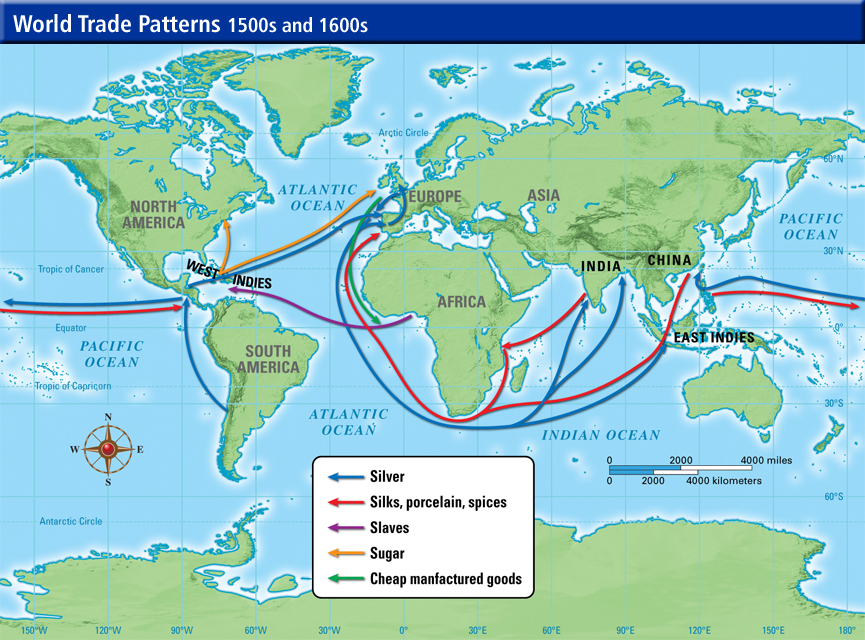 World Trade Patterns 1500s and 1600s
Arctic Circle
60°N
ATLANTIC
OCEAN
EUROPE
ASIA
NORTH
AMERICA
PACIFIC
OCEAN
30°N
Tropic of Cancer
WEST
INDIES
INDIA
CHINA
AFRICA
Equator
0°
PACIFIC
OCEAN
SOUTH
AMERICA
EAST INDIES
Tropic of Capricorn
30°S
ATLANTIC
OCEAN
INDIAN OCEAN
N
W E
S
0 2000 4000 miles
0 2000 4000 kilometers
60°S
Silver
Silks, porcelain, spices
Slaves
Sugar
Cheap manfactured goods
Antarctic Circle
150°W 120°W 90°W 60°W 30°W 0° 30°E 60°E 90°E 120°E 150°E 180°